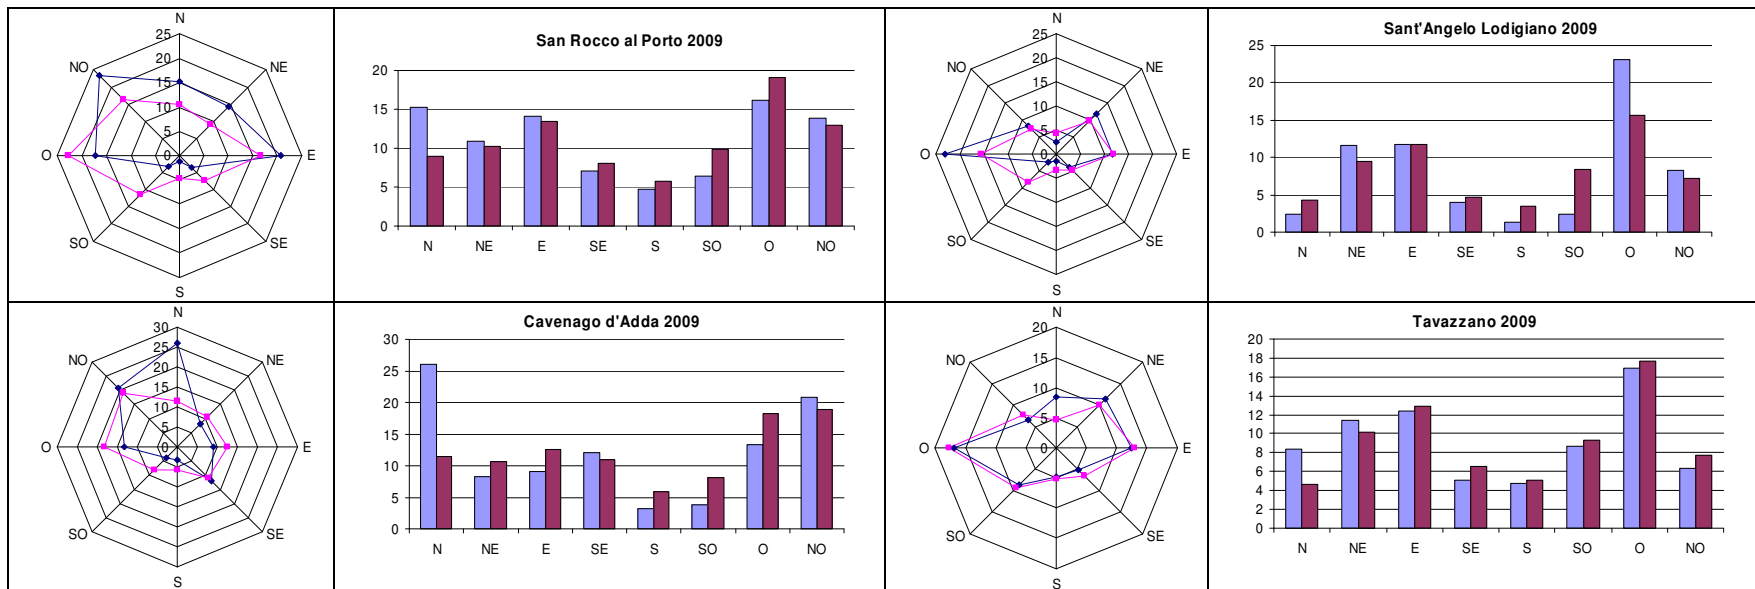 N
25
20
15
10
5
0
NE
E
SE
S
SO
O
NO
San Rocco al Porto 2009
20
15
10
5
0
N NE E SE S SO O NO
N
25
20
15
10
5
0
NE
E
SE
S
SO
O
NO
Sant'Angelo Lodigiano 2009
25
20
15
10
5
0
N NE E SE S SO O NO
N
30
25
20
15
10
5
0
NE
E
SE
S
SO
O
NO
Cavenago d'Adda 2009
30
25
20
15
10
5
0
N NE E SE S SO O NO
N
20
15
10
5
0
NE
E
SE
S
SO
O
NO
Tavazzano 2009
20
18
16
14
12
10
8
6
4
2
0
N NE E SE S SO O NO